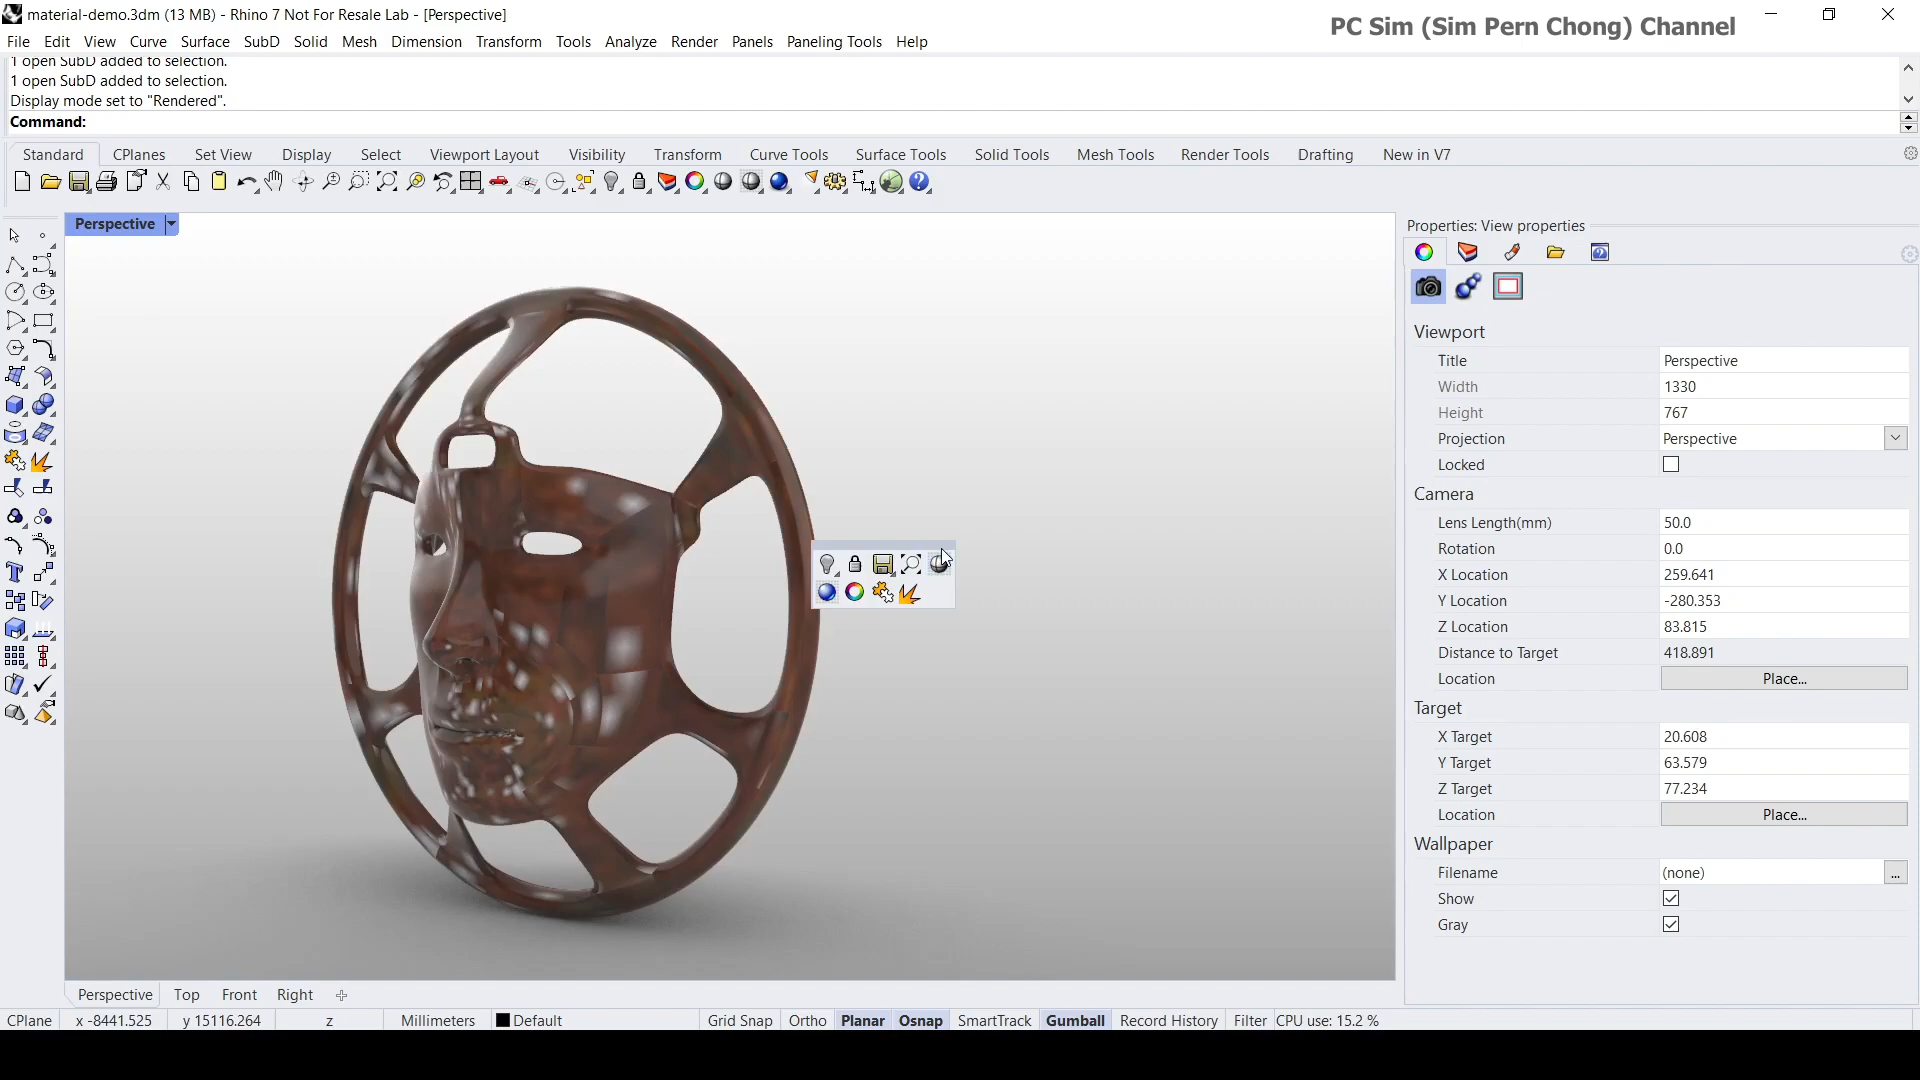 material-demo.3dm (13 MB) - Rhino 7 Not For Resale Lab - [Perspective]
PC Sim (Sim Pern Chong) Channel
File Edit View Curve Surface SubD Solid Mesh Dimension Transform Tools Analyze Render Panels Paneling Tools Help
1 open SubD added to selection.
1 open SubD added to selection.
Display mode set to "Rendered".
Command:
Standard CPlanes Set View Display Select Viewport Layout Visibility Transform Curve Tools Surface Tools Solid Tools Mesh Tools Render Tools Drafting New in V7
Perspective
Properties: View properties
Viewport
Title Perspective
Width 1330
Height 767
Projection Perspective
Locked
Camera
Lens Length(mm) 50.0
Rotation 0.0
X Location 259.641
Y Location -280.353
Z Location 83.815
Distance to Target 418.891
Location Place...
Target
X Target 20.608
Y Target 63.579
Z Target 77.234
Location Place...
Wallpaper
Filename (none) ...
Show
Gray
Perspective Top Front Right
CPlane x -8441.525 y 15116.264 z Millimeters Default Grid Snap Ortho Planar Osnap SmartTrack Gumball Record History Filter CPU use: 15.2 %